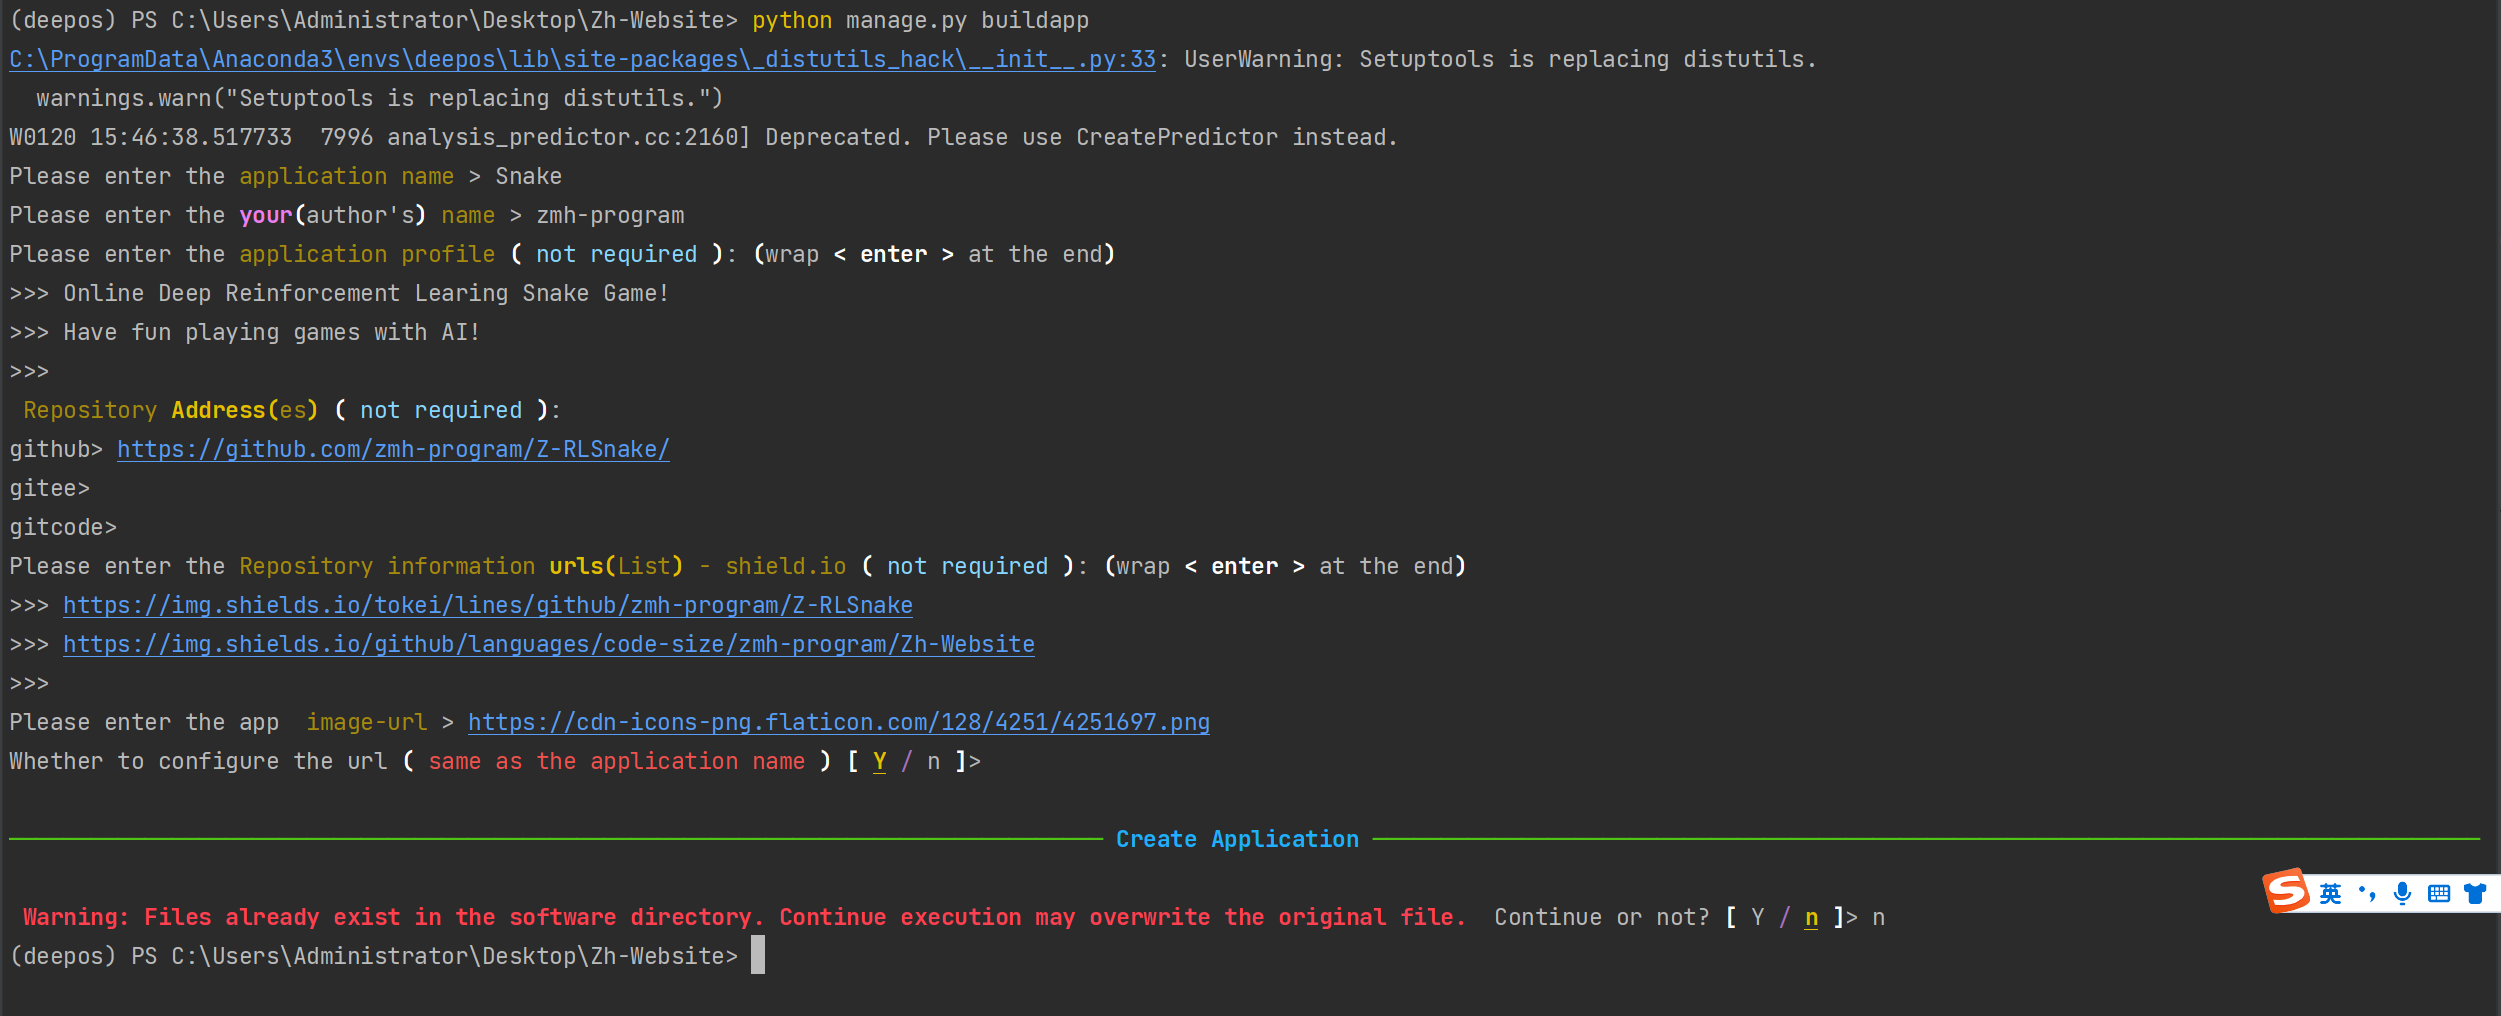 (deepos) PS C:\Users\Administrator\Desktop\Zh-Website> python manage.py buildapp
C:\ProgramData\Anaconda3\envs\deepos\lib\site-packages\_distutils_hack\__init__.py:33: UserWarning: Setuptools is replacing distutils.
  warnings.warn("Setuptools is replacing distutils.")
W0120 15:46:38.517733  7996 analysis_predictor.cc:2160] Deprecated. Please use CreatePredictor instead.
Please enter the application name > Snake
Please enter the your(author's) name > zmh-program
Please enter the application profile ( not required ): (wrap < enter > at the end)
>>> Online Deep Reinforcement Learing Snake Game!
>>> Have fun playing games with AI!
>>>
 Repository Address(es) ( not required ):
github> https://github.com/zmh-program/Z-RLSnake/
gitee>
gitcode>
Please enter the Repository information urls(List) - shield.io ( not required ): (wrap < enter > at the end)
>>> https://img.shields.io/tokei/lines/github/zmh-program/Z-RLSnake
>>> https://img.shields.io/github/languages/code-size/zmh-program/Zh-Website
>>>
Please enter the app  image-url > https://cdn-icons-png.flaticon.com/128/4251/4251697.png
Whether to configure the url ( same as the application name ) [ Y / n ]>
Create Application
S 英
 Warning: Files already exist in the software directory. Continue execution may overwrite the original file.  Continue or not? [ Y / n ]> n
(deepos) PS C:\Users\Administrator\Desktop\Zh-Website>